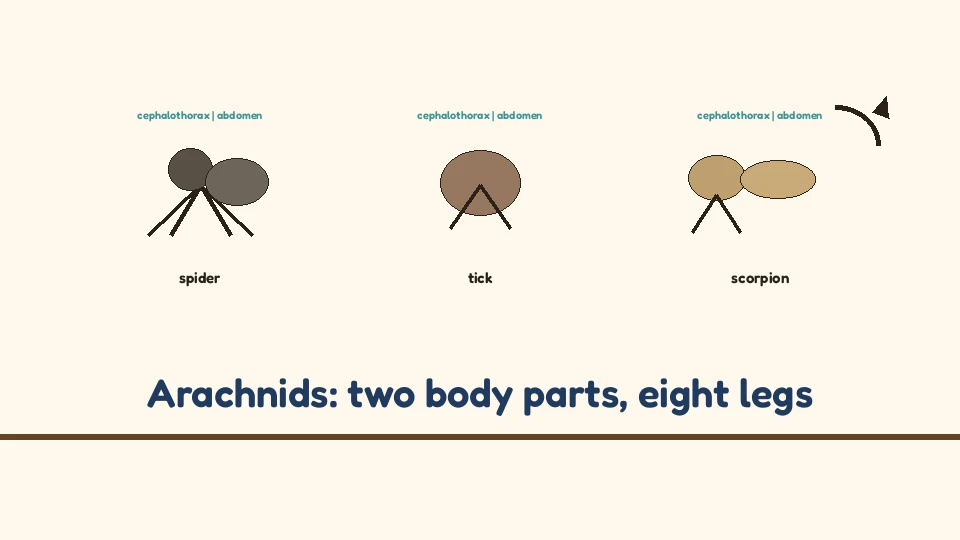 cephalothorax | abdomen
cephalothorax | abdomen
cephalothorax | abdomen
spider
tick
scorpion
Arachnids: two body parts, eight legs